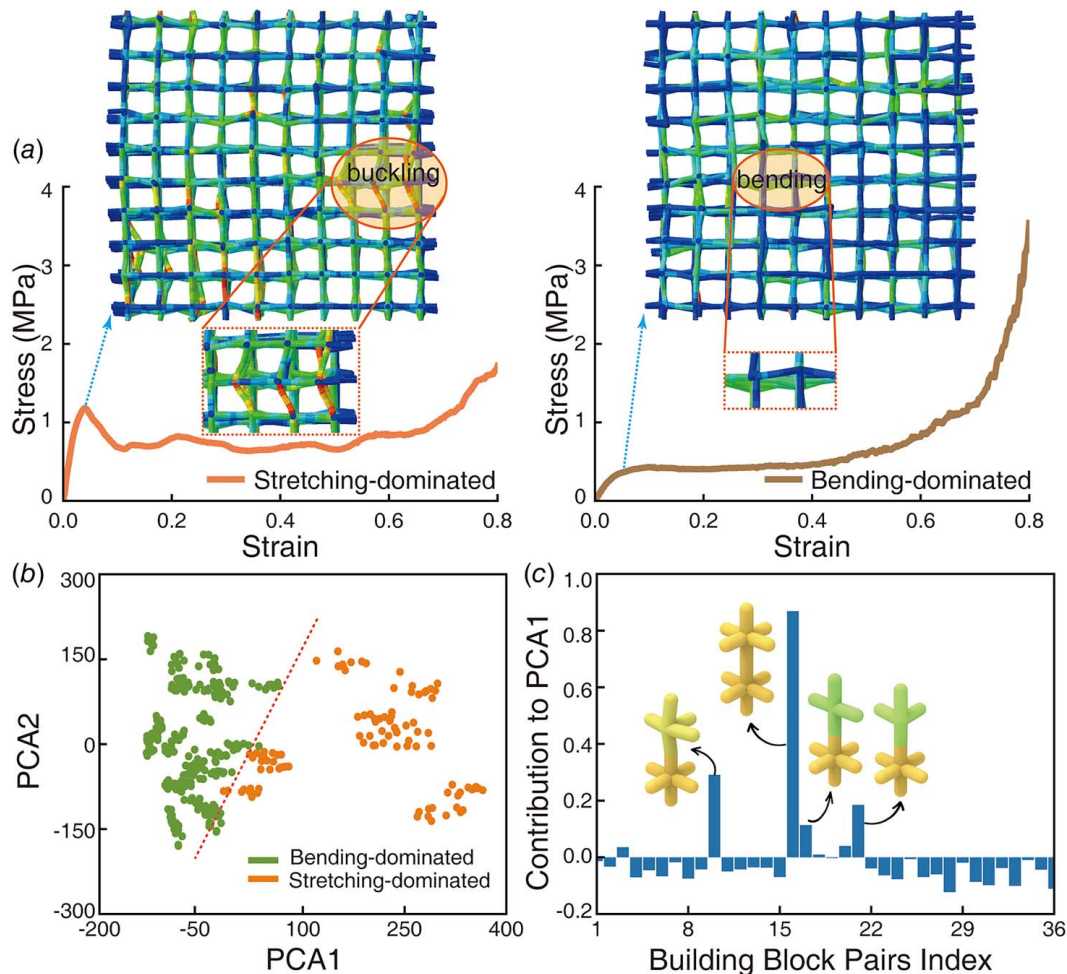 (a)
buckling
4
3
2
1
0
Stress (MPa)
0.0
0.2
0.4
0.6
0.8
Strain
Stretching-dominated
bending
4
3
2
1
0
Stress (MPa)
0.0
0.2
0.4
0.6
0.8
Strain
Bending-dominated
(b)
300
150
0
-150
-300
PCA2
-200
-50
100
250
400
PCA1
Bending-dominated
Stretching-dominated
(c)
1.0
0.8
0.6
0.4
0.2
0.0
-0.2
Contribution to PCA1
1
8
15
22
29
36
Building Block Pairs Index